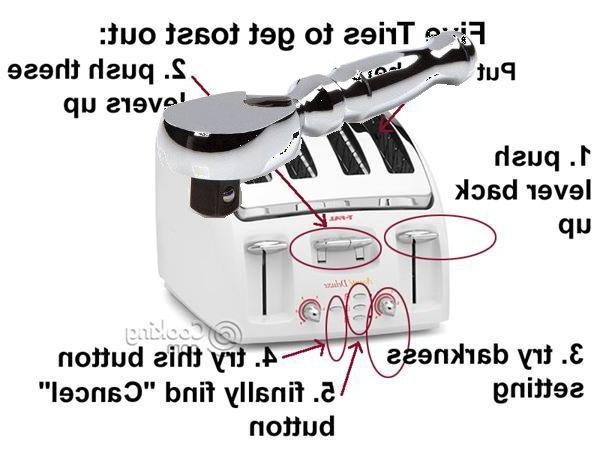 Five Tries to get toast out:
Put
2. push these
levers up
1. push
lever back
up
T-FAL
Avante Deluxe
© Cooking
.com
3. try darkness
setting
4. try this button
5. finally find "Cancel"
button